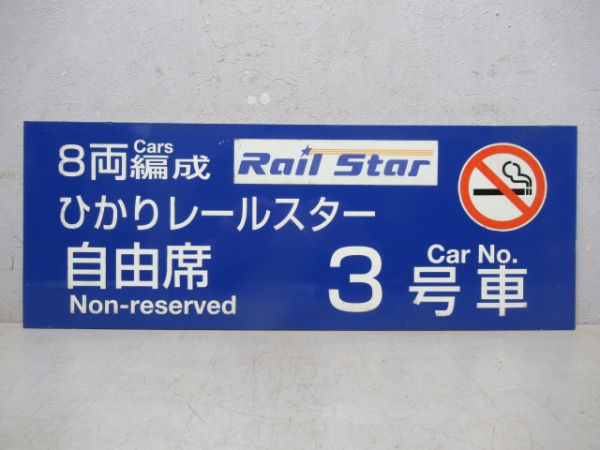 Cars
8両編成 Rail Star
ひかりレールスター
自由席 3号車
Non-reserved Car No.